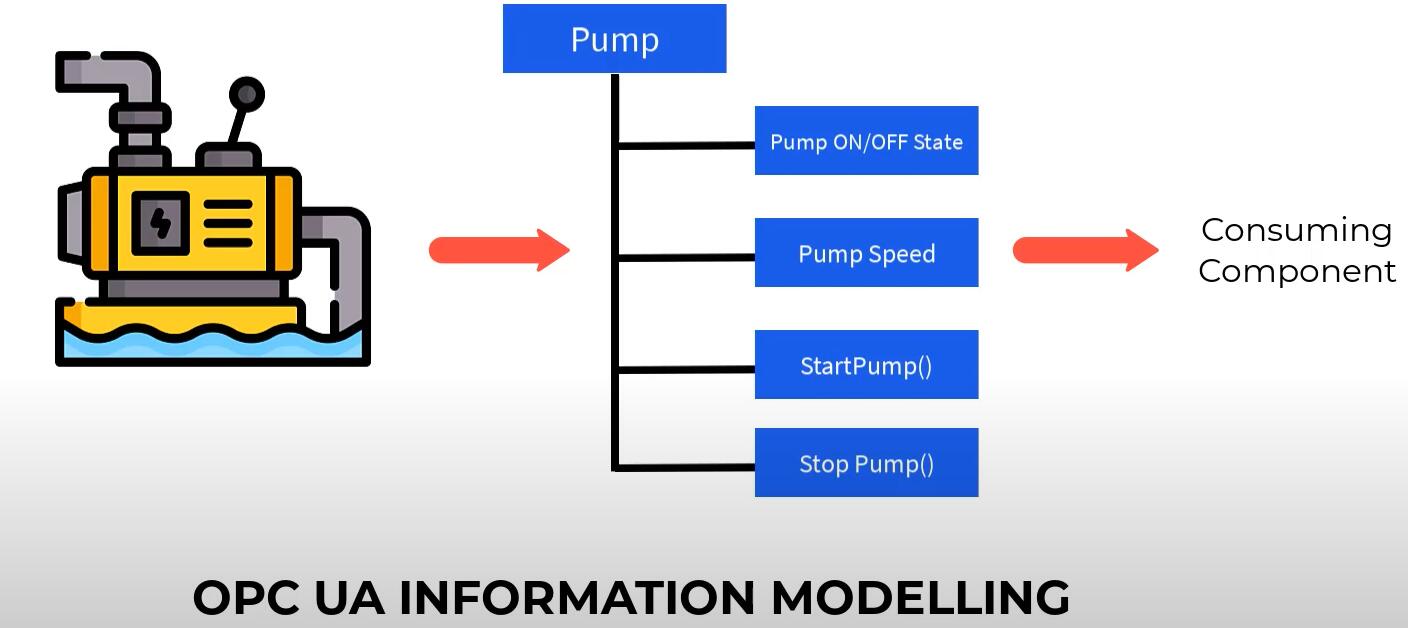 Pump
Pump ON/OFF State
Pump Speed
StartPump()
Stop Pump()
Consuming
Component
OPC UA INFORMATION MODELLING